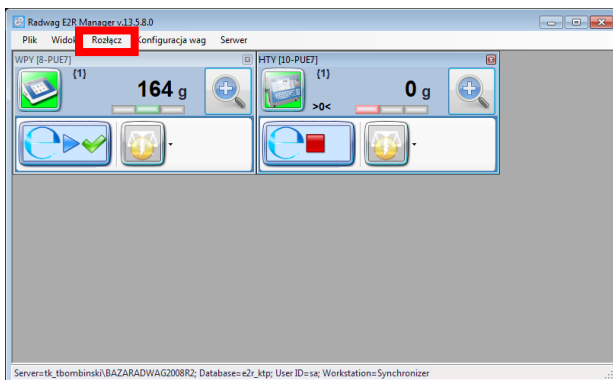 Radwag E2R Manager v.13.5.8.0
Plik Widok Rozłącz Konfiguracja wag Serwer
WPY [8-PUE7]
{1}
164 g
HTY [10-PUE7]
{1}
>0<
0 g
Server=tk_tbombinski\BAZARADWAG2008R2; Database=e2r_ktp; User ID=sa; Workstation=Synchronizer